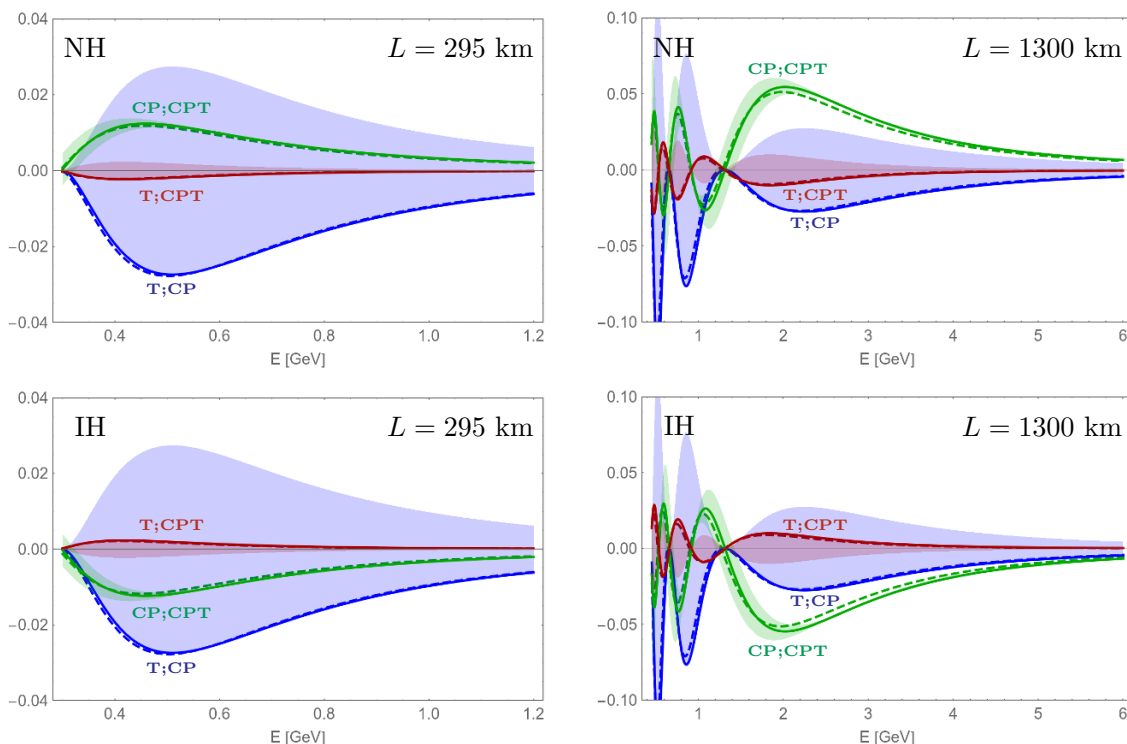 NH
L = 295 km
0.04
0.02
0.00
−0.02
−0.04
CP;CPT
T;CPT
T;CP
0.4
0.6
0.8
1.0
1.2
E [GeV]
NH
L = 1300 km
0.10
0.05
0.00
−0.05
−0.10
CP;CPT
T;CPT
T;CP
1
2
3
4
5
6
E [GeV]
IH
L = 295 km
0.04
0.02
0.00
−0.02
−0.04
T;CPT
CP;CPT
T;CP
0.4
0.6
0.8
1.0
1.2
E [GeV]
IH
L = 1300 km
0.10
0.05
0.00
−0.05
−0.10
T;CPT
T;CP
CP;CPT
1
2
3
4
5
6
E [GeV]